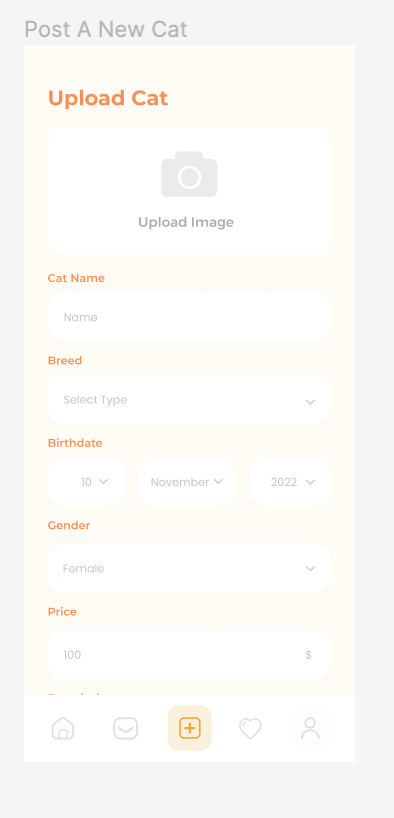 Post A New Cat
Upload Cat
Upload Image
Cat Name
Name
Breed
Select Type
Birthdate
10 November 2022
Gender
Female
Price
100 $